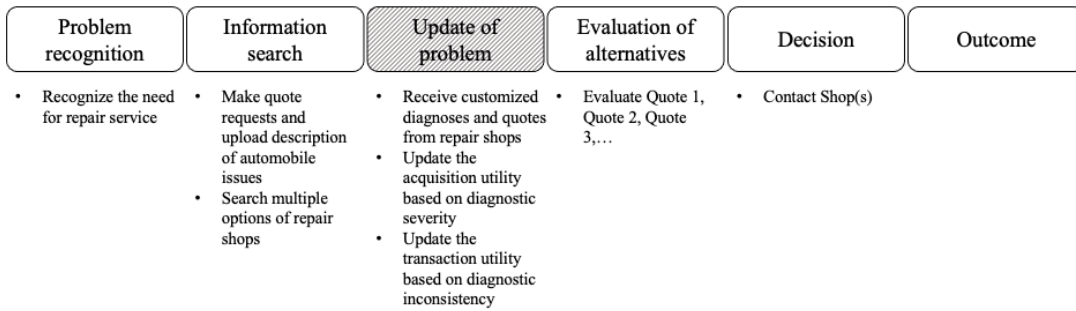 Problem
recognition
Information
search
Update of
problem
Evaluation of
alternatives
Decision
Outcome
• Recognize the need
for repair service
• Make quote
requests and
upload description
of automobile
issues
• Search multiple
options of repair
shops
• Receive customized
diagnoses and quotes
from repair shops
• Update the
acquisition utility
based on diagnostic
severity
• Update the
transaction utility
based on diagnostic
inconsistency
• Evaluate Quote 1,
Quote 2, Quote
3,…
• Contact Shop(s)